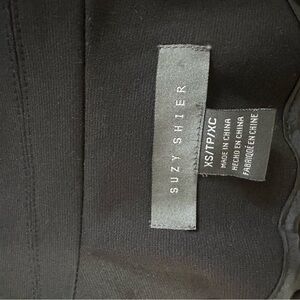 SUZY SHIER
XS/TP/XC
MADE IN CHINA
HECHO EN CHINA
FABRIQUÉ EN CHINE